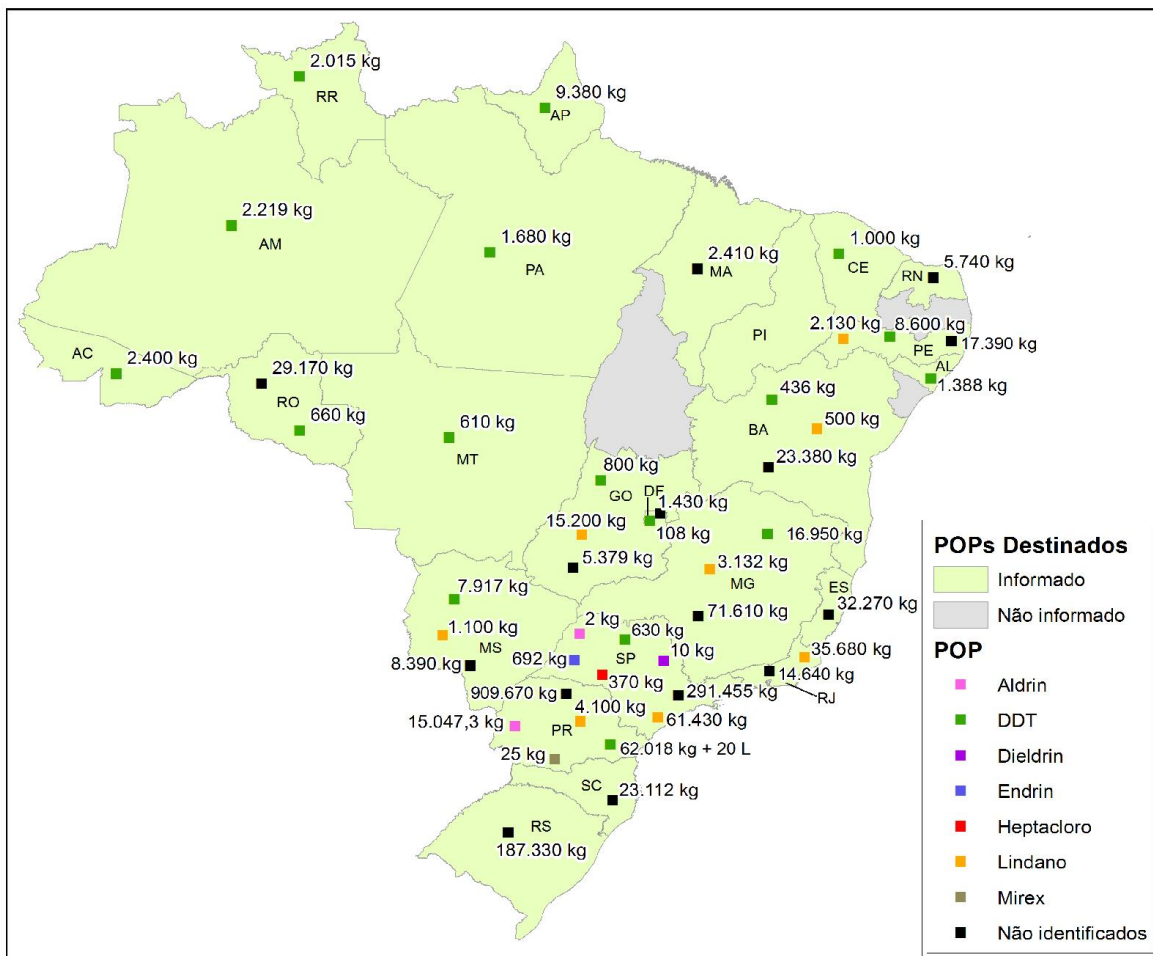 2.015 kg
RR
9.380 kg
AP
2.219 kg
AM
1.680 kg
PA
2.410 kg
MA
1.000 kg
CE
5.740 kg
RN
2.130 kg
8.600 kg
PI
PE
17.390 kg
AL
1.388 kg
AC
2.400 kg
29.170 kg
RO
660 kg
610 kg
MT
436 kg
BA
500 kg
23.380 kg
800 kg
GO
DF
1.430 kg
15.200 kg
108 kg
5.379 kg
16.950 kg
3.132 kg
MG
ES
32.270 kg
71.610 kg
7.917 kg
1.100 kg
MS
8.390 kg
2 kg
630 kg
SP
692 kg
10 kg
370 kg
35.680 kg
14.640 kg
RJ
291.455 kg
61.430 kg
909.670 kg
4.100 kg
15.047,3 kg
PR
25 kg
62.018 kg + 20 L
SC
23.112 kg
RS
187.330 kg
POPs Destinados
Informado
Não informado
POP
Aldrin
DDT
Dieldrin
Endrin
Heptacloro
Lindano
Mirex
Não identificados